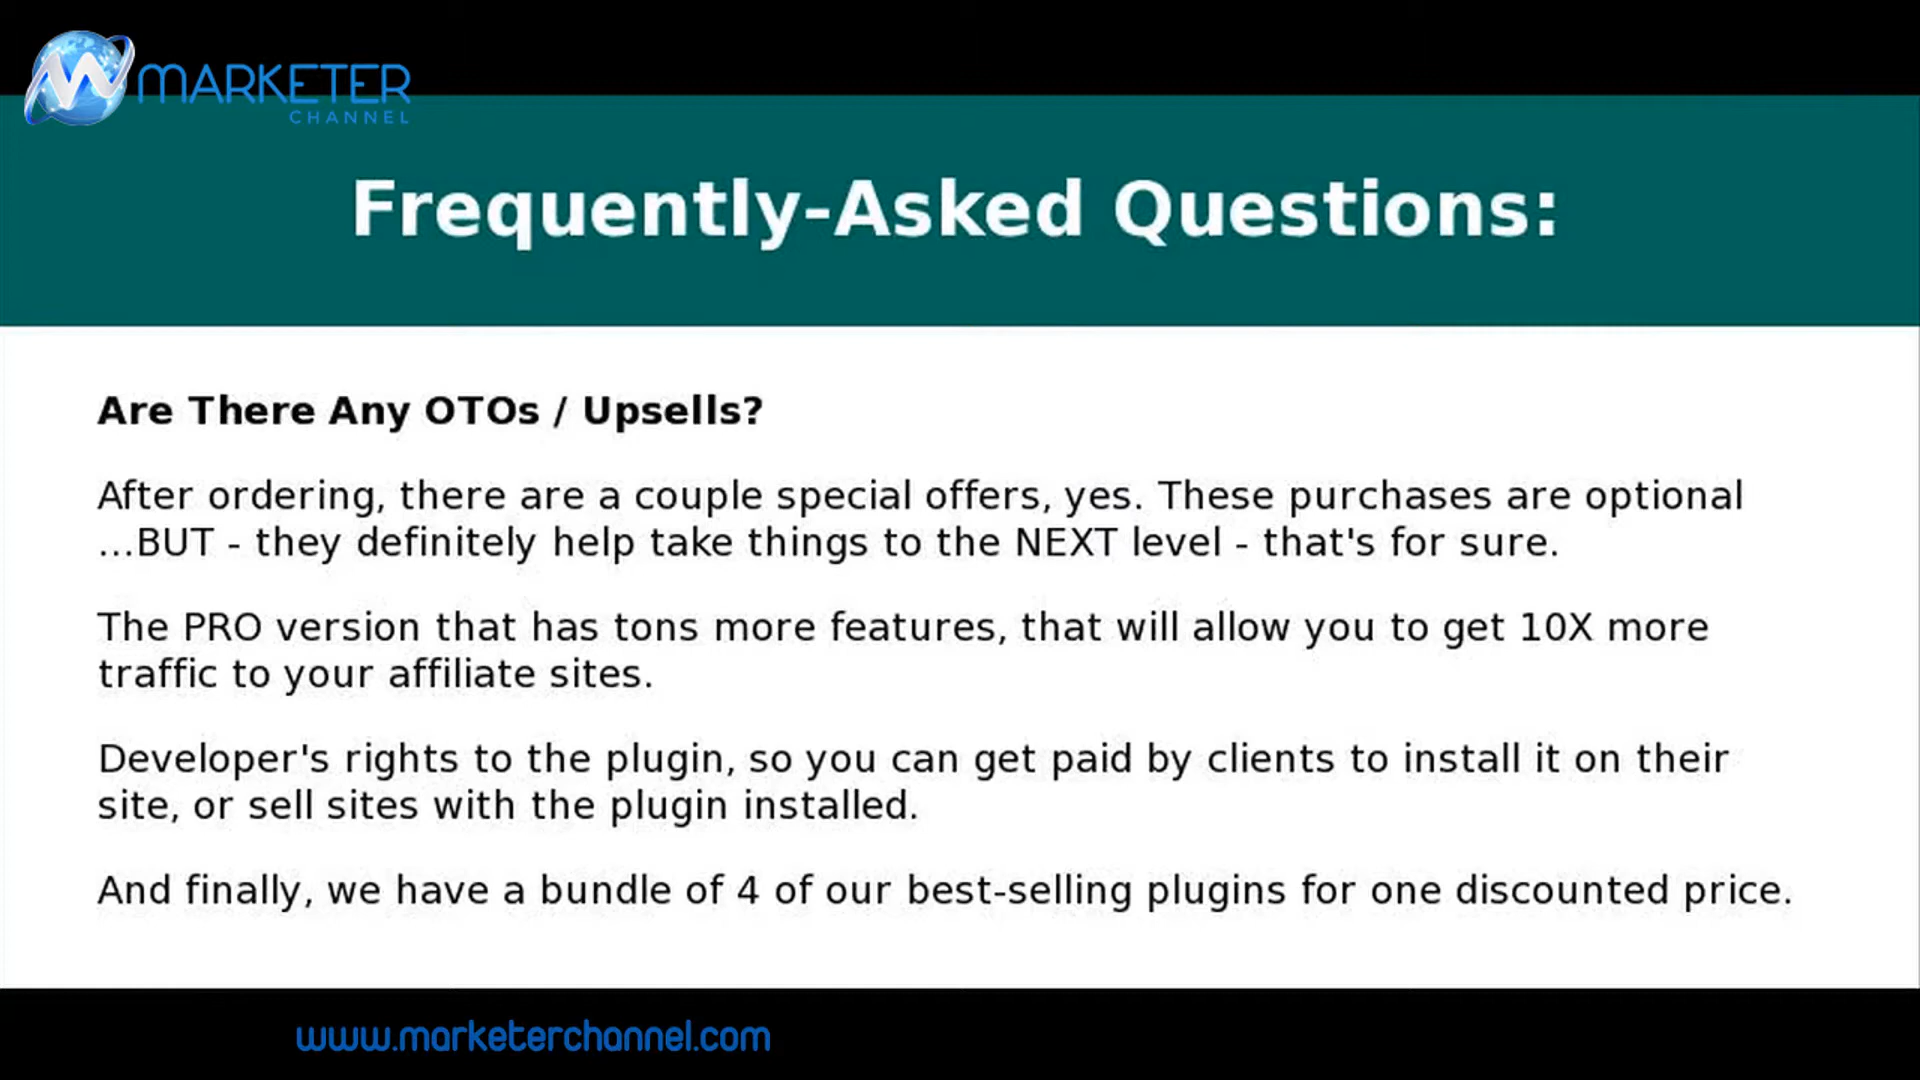 MARKETER
CHANNEL
Frequently-Asked Questions:
Are There Any OTOs / Upsells?
After ordering, there are a couple special offers, yes. These purchases are optional
...BUT - they definitely help take things to the NEXT level - that's for sure.
The PRO version that has tons more features, that will allow you to get 10X more
traffic to your affiliate sites.
Developer's rights to the plugin, so you can get paid by clients to install it on their
site, or sell sites with the plugin installed.
And finally, we have a bundle of 4 of our best-selling plugins for one discounted price.
www.marketerchannel.com